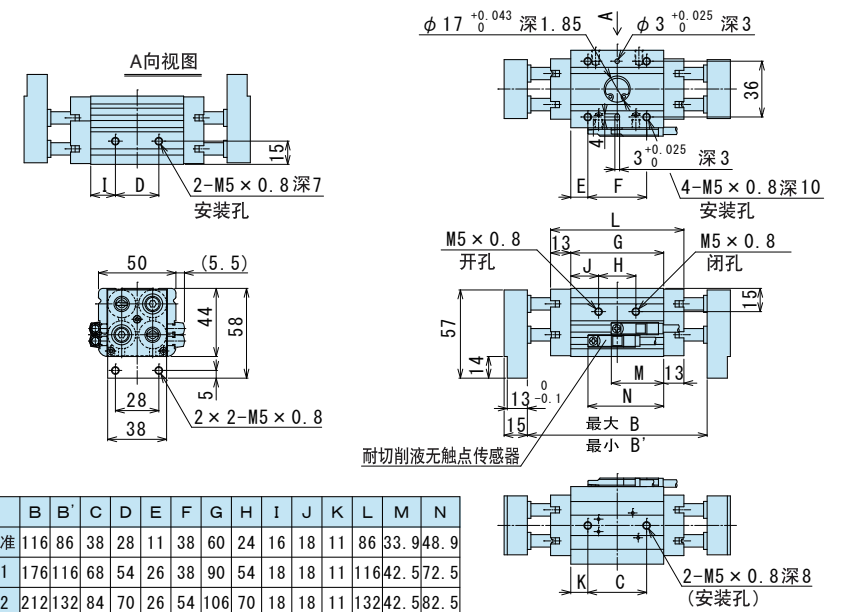 A向视图
I
D
15
2-M5×0.8深7
安装孔
φ17 +0.043 0 深1.85
A
φ3 +0.025 0 深3
36
4
3 +0.025 0 深3
E
F
4-M5×0.8深10
安装孔
50
(5.5)
44
58
5
28
38
2×2-M5×0.8
L
13
G
M5×0.8
开孔
J
H
M5×0.8
闭孔
15
57
14
13 0 -0.1
15
M
13
N
最大 B
最小 B'
耐切削液无触点传感器
K
C
2-M5×0.8深8
(安装孔)
B B' C D E F G H I J K L M N
准 116 86 38 28 11 38 60 24 16 18 11 86 33.9 48.9
1 176 116 68 54 26 38 90 54 18 18 11 116 42.5 72.5
2 212 132 84 70 26 54 106 70 18 18 11 132 42.5 82.5